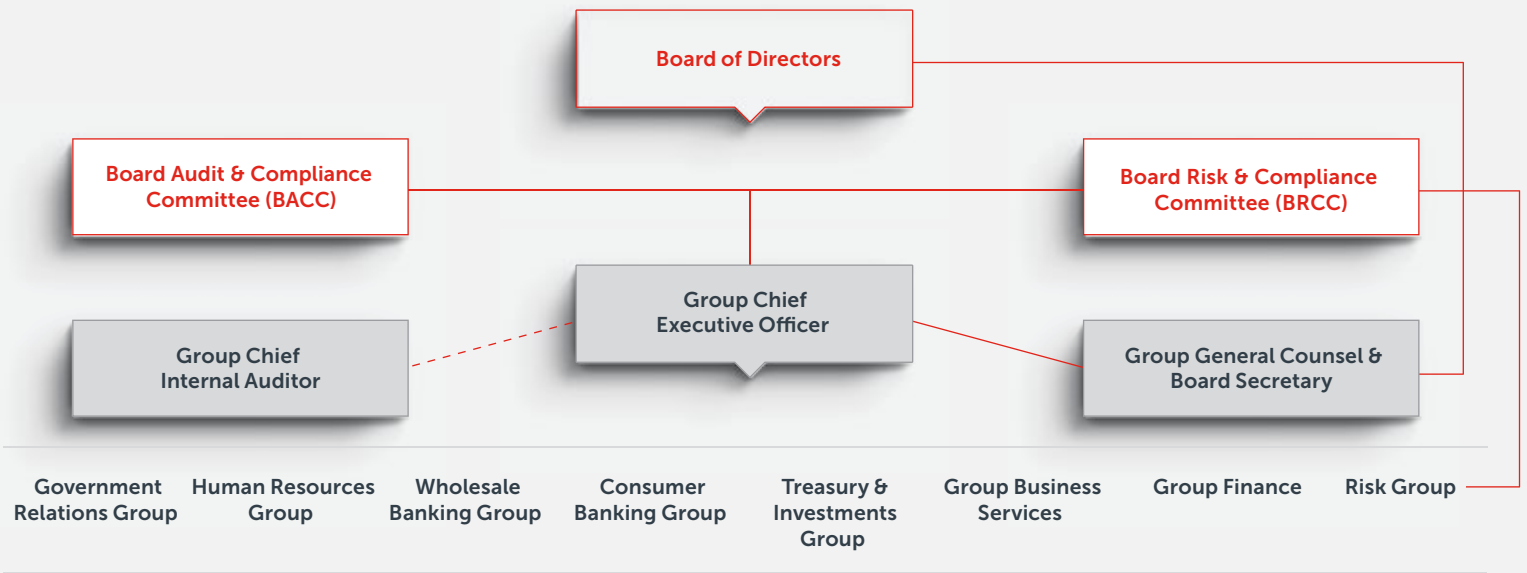 Board of Directors
Board Audit & Compliance
Committee (BACC)
Board Risk & Compliance
Committee (BRCC)
Group Chief
Executive Officer
Group Chief
Internal Auditor
Group General Counsel &
Board Secretary
Government
Relations Group
Human Resources
Group
Wholesale
Banking Group
Consumer
Banking Group
Treasury &
Investments
Group
Group Business
Services
Group Finance
Risk Group